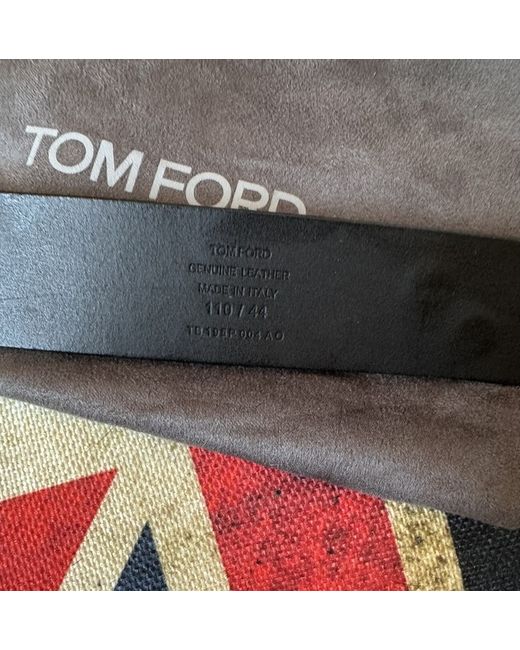 TOM FORD
TOM FORD
GENUINE LEATHER
MADE IN ITALY
110 / 44